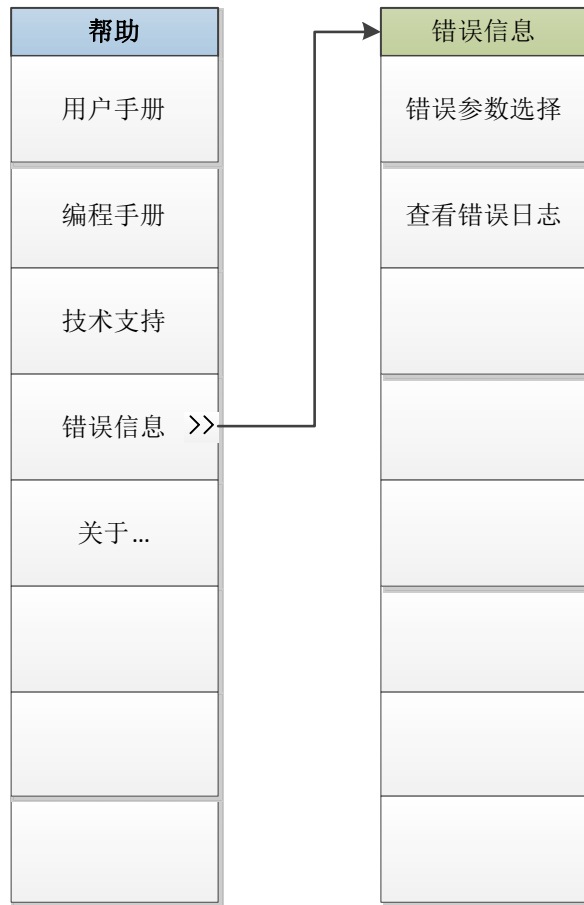 帮助
用户手册
编程手册
技术支持
错误信息 >>
关于...
错误信息
错误参数选择
查看错误日志